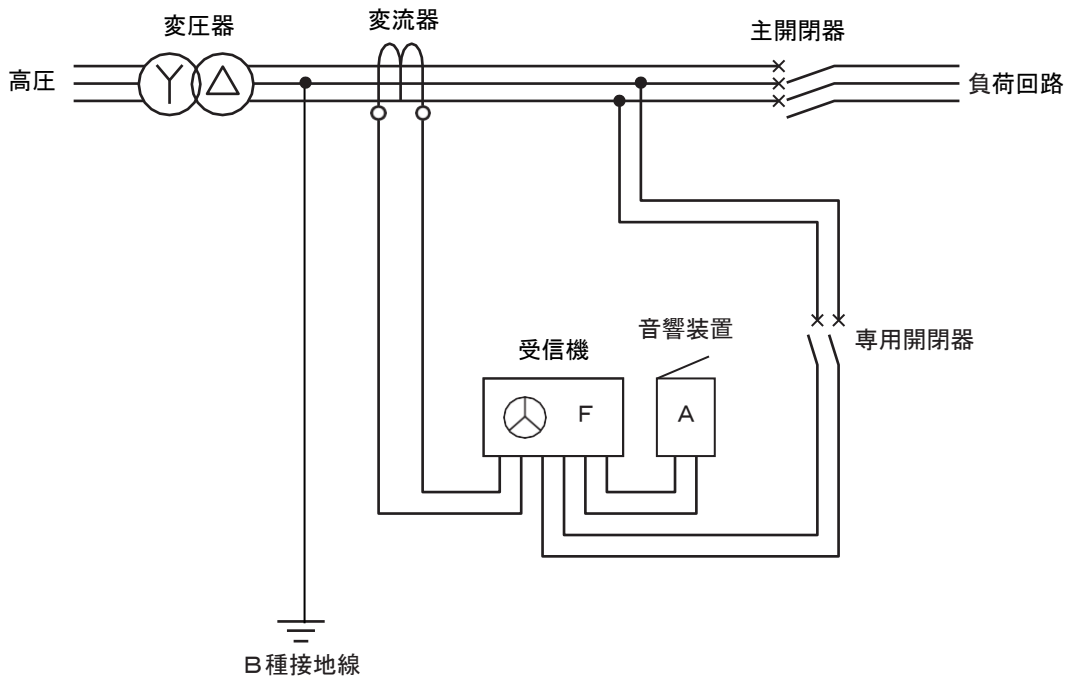 変圧器
変流器
主開閉器
高圧
負荷回路
音響装置
専用開閉器
受信機
F
A
B種接地線